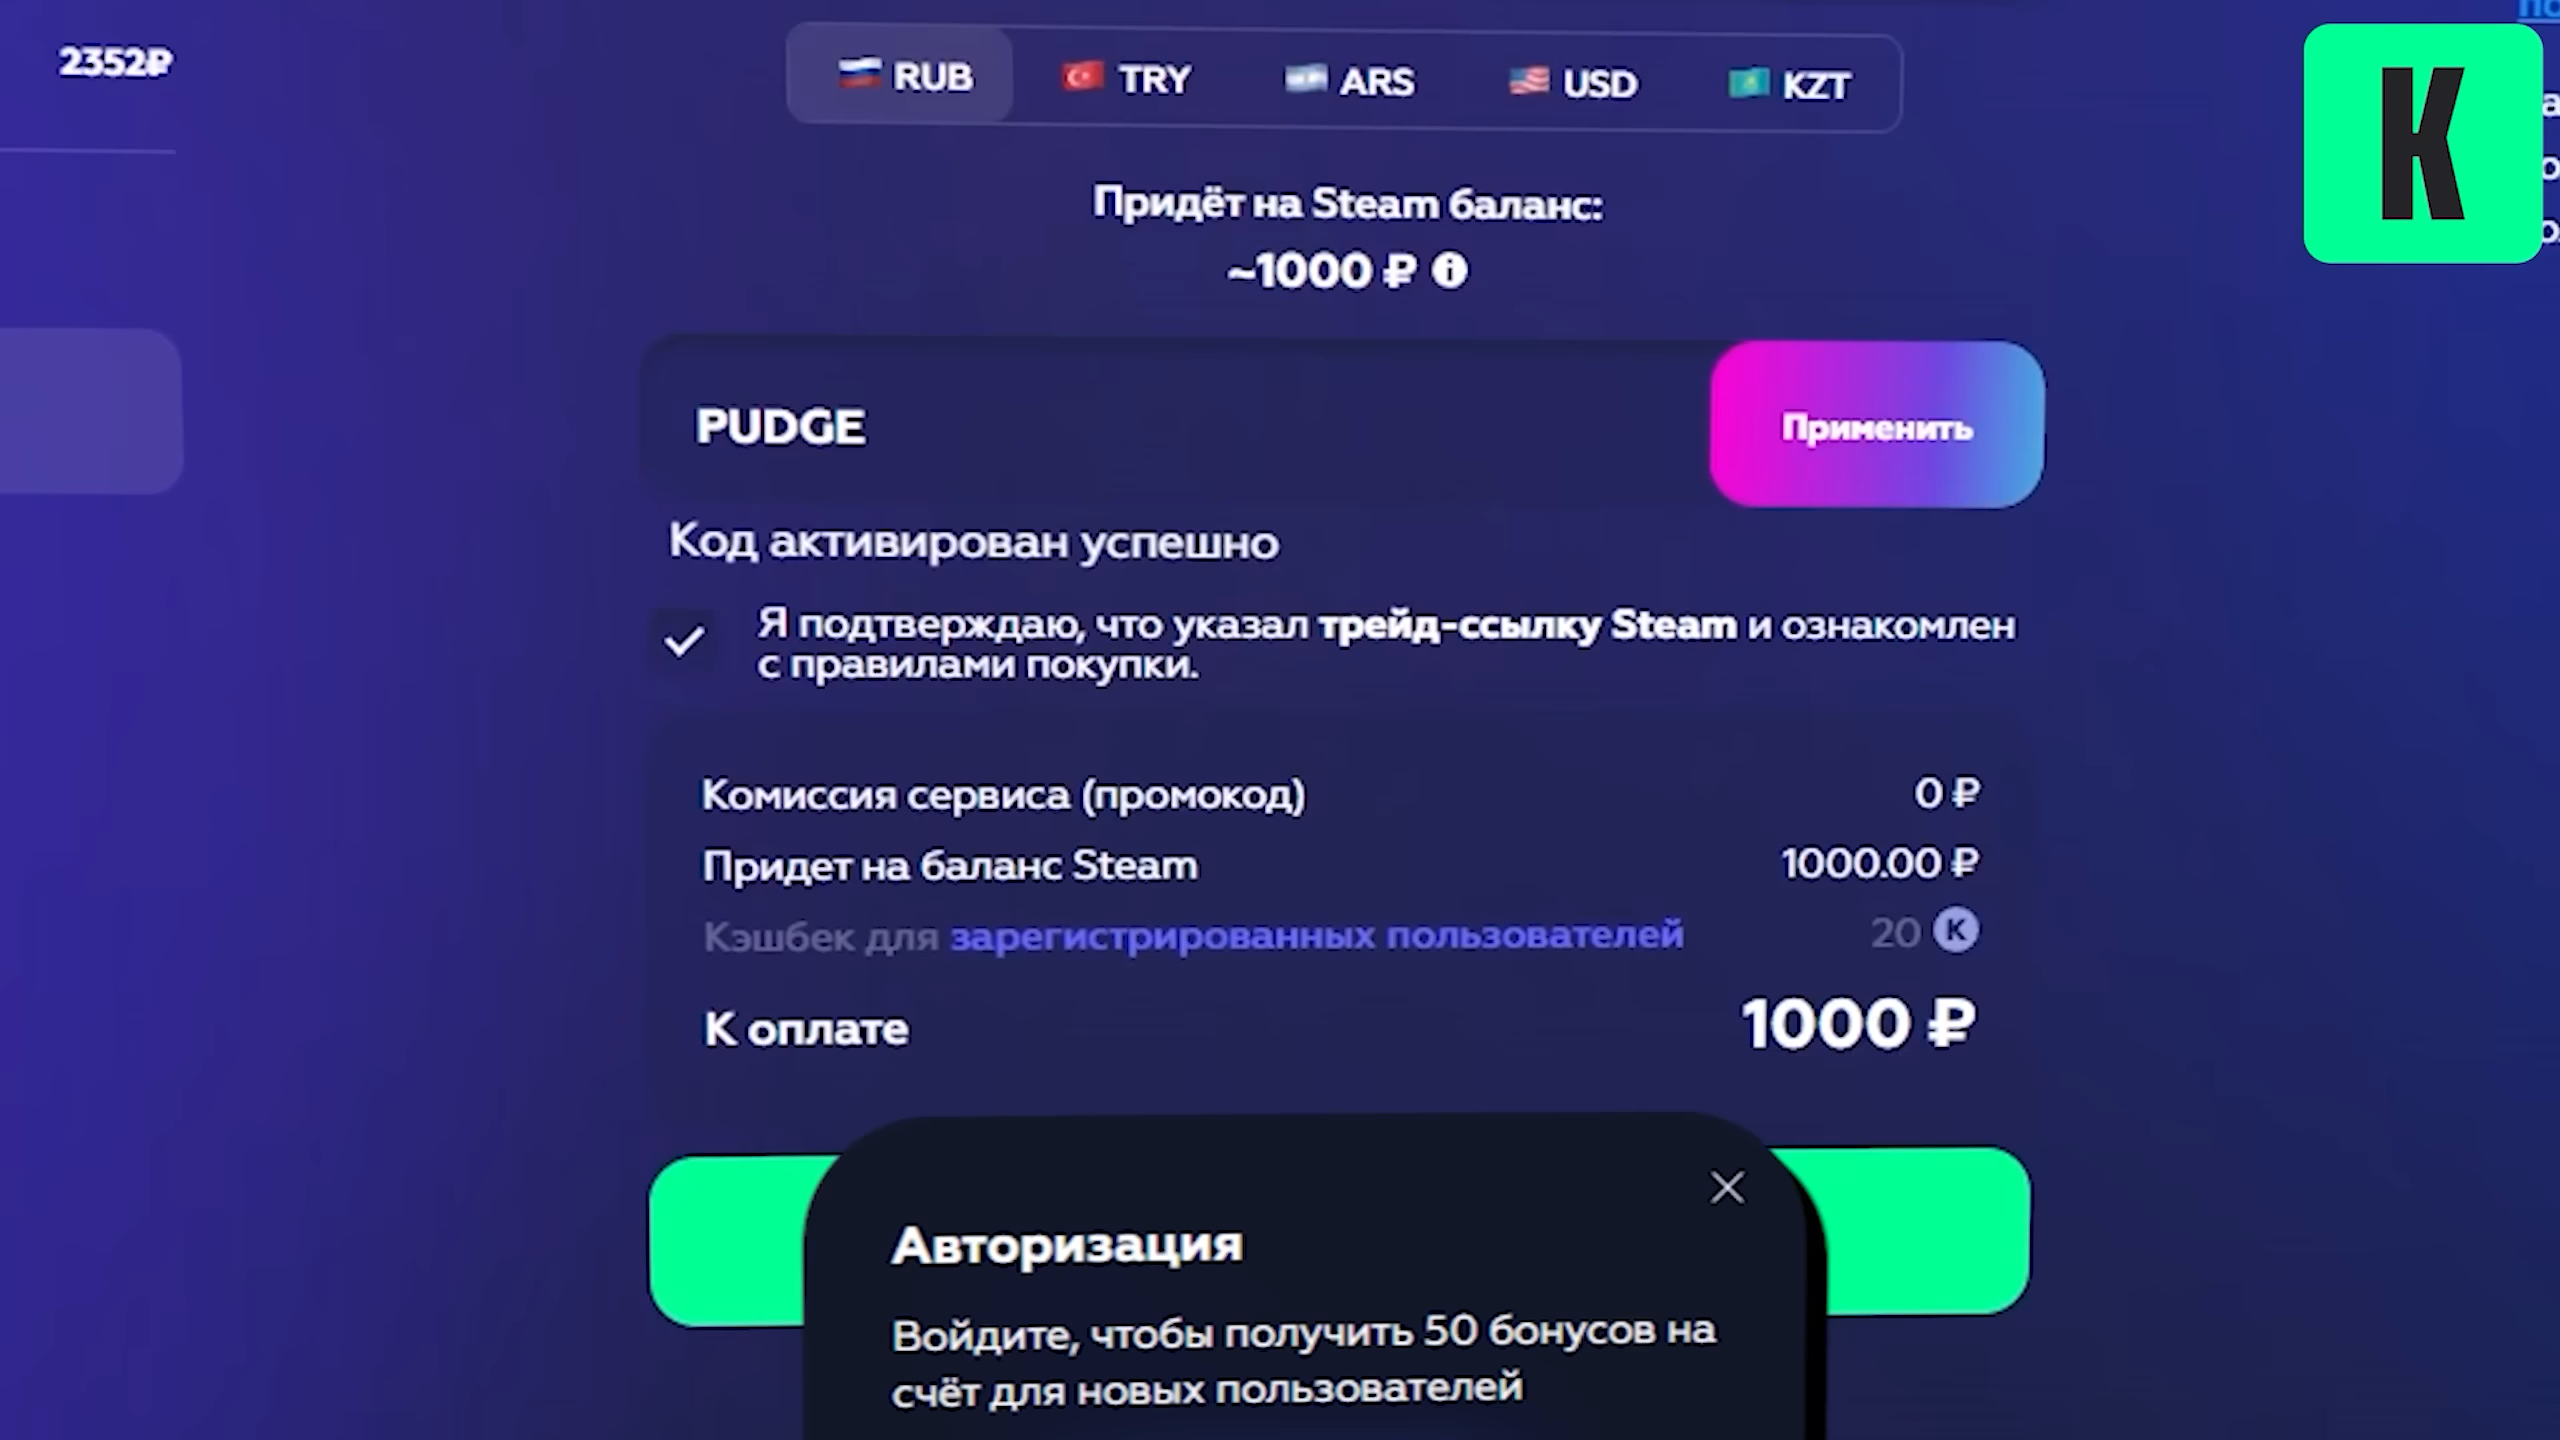 2352₽
RUB TRY ARS USD KZT
K
Придёт на Steam баланс:
~1000 ₽
PUDGE
Применить
Код активирован успешно
Я подтверждаю, что указал трейд-ссылку Steam и ознакомлен
с правилами покупки.
Комиссия сервиса (промокод) 0 ₽
Придет на баланс Steam 1000.00 ₽
Кэшбек для зарегистрированных пользователей 20 K
К оплате 1000 ₽
Авторизация
Войдите, чтобы получить 50 бонусов на
счёт для новых пользователей